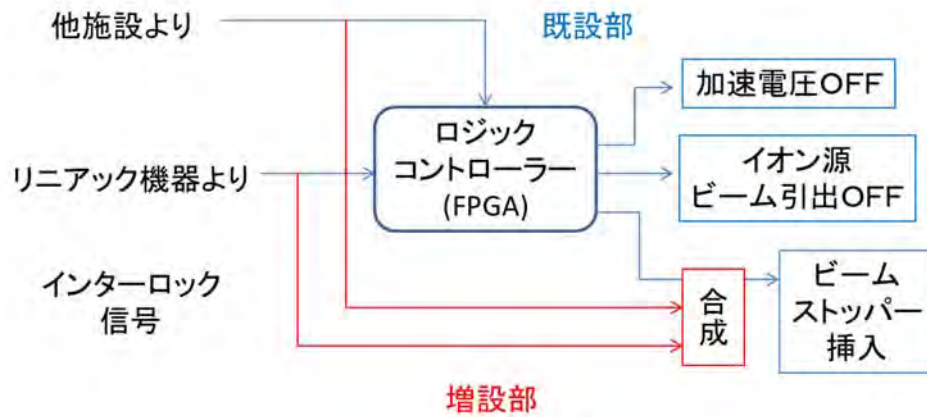 他施設より
既設部
加速電圧OFF
ロジック
コントローラー
(FPGA)
リニアック機器より
イオン源
ビーム引出OFF
インターロック
信号
合成
ビーム
ストッパー
挿入
増設部